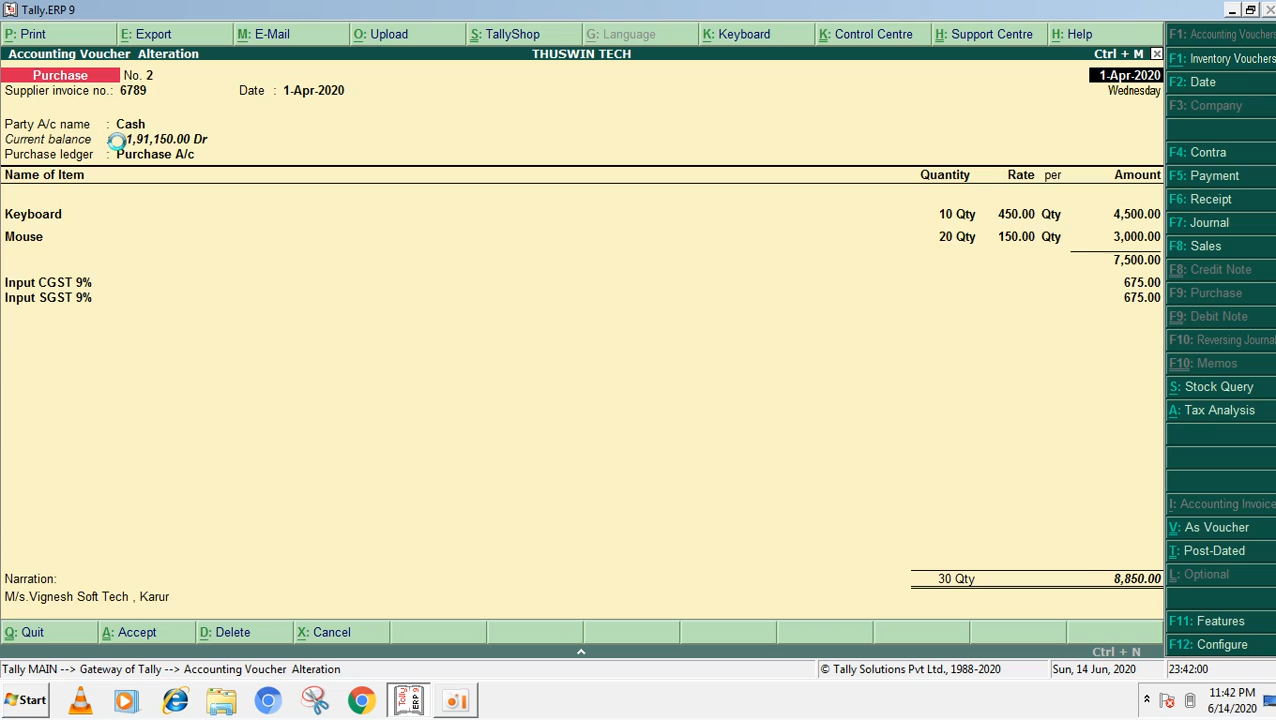 Tally.ERP 9
P: Print E: Export M: E-Mail O: Upload S: TallyShop G: Language K: Keyboard K: Control Centre H: Support Centre H: Help
Accounting Voucher Alteration THUSWIN TECH Ctrl + M
Purchase No. 2 1-Apr-2020
Supplier invoice no.: 6789 Date : 1-Apr-2020 Wednesday
Party A/c name : Cash
Current balance 1,91,150.00 Dr
Purchase ledger : Purchase A/c
Name of Item Quantity Rate per Amount
Keyboard 10 Qty 450.00 Qty 4,500.00
Mouse 20 Qty 150.00 Qty 3,000.00
7,500.00
Input CGST 9% 675.00
Input SGST 9% 675.00
Narration: 30 Qty 8,850.00
M/s.Vignesh Soft Tech , Karur
Q: Quit A: Accept D: Delete X: Cancel
Ctrl + N
F1: Accounting Vouchers
F1: Inventory Vouchers
F2: Date
F3: Company
F4: Contra
F5: Payment
F6: Receipt
F7: Journal
F8: Sales
F8: Credit Note
F9: Purchase
F9: Debit Note
F10: Reversing Journal
F10: Memos
S: Stock Query
A: Tax Analysis
I: Accounting Invoice
V: As Voucher
T: Post-Dated
L: Optional
F11: Features
F12: Configure
Tally MAIN --> Gateway of Tally --> Accounting Voucher Alteration © Tally Solutions Pvt Ltd., 1988-2020 Sun, 14 Jun, 2020 23:42:00
Start Tally ERP 9 11:42 PM
6/14/2020